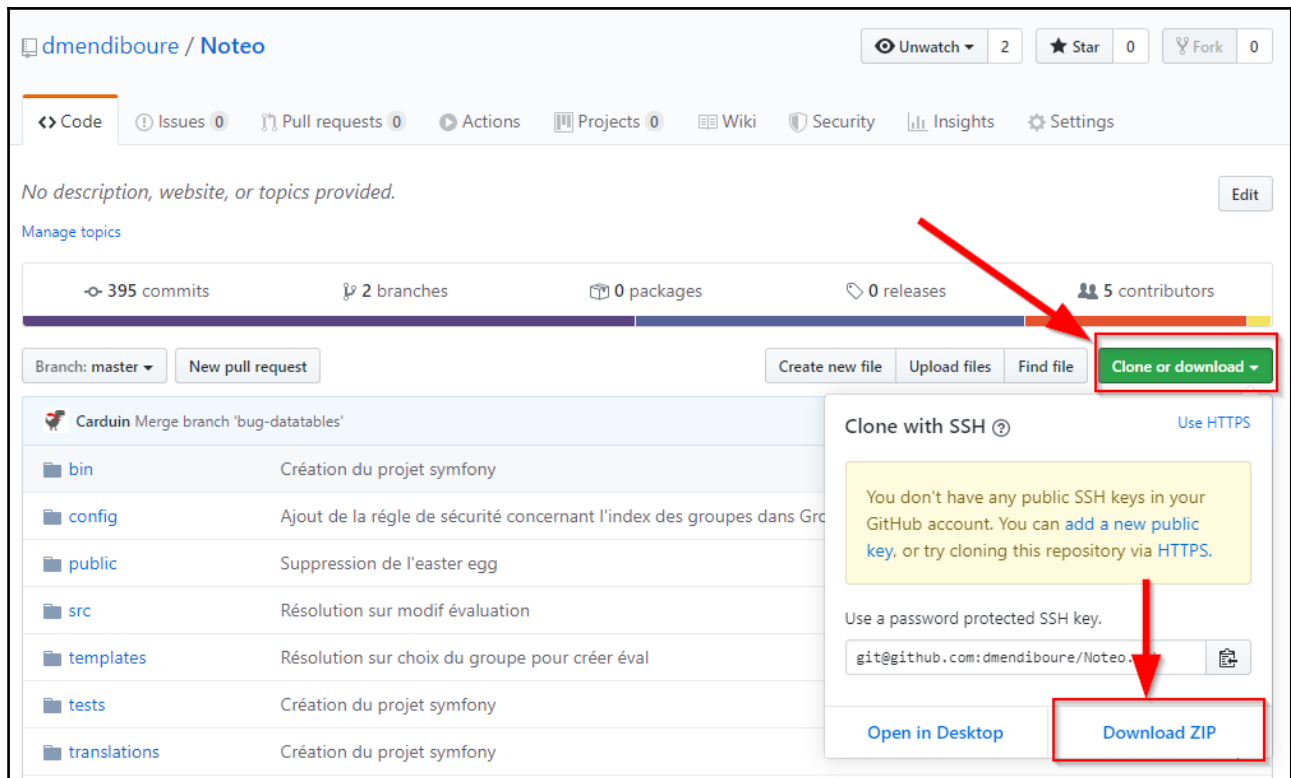 dmendiboure / Noteo
Unwatch 2 Star 0 Fork 0
Code Issues 0 Pull requests 0 Actions Projects 0 Wiki Security Insights Settings
No description, website, or topics provided.
Edit
Manage topics
395 commits 2 branches 0 packages 0 releases 5 contributors
Branch: master New pull request Create new file Upload files Find file Clone or download
Carduin Merge branch 'bug-datatables'
bin Création du projet symfony
config Ajout de la régle de sécurité concernant l'index des groupes dans
public Suppression de l'easter egg
src Résolution sur modif évaluation
templates Résolution sur choix du groupe pour créer éval
tests Création du projet symfony
translations Création du projet symfony
Clone with SSH Use HTTPS
You don't have any public SSH keys in your
GitHub account. You can add a new public
key, or try cloning this repository via HTTPS.
Use a password protected SSH key.
git@github.com:dmendiboure/Noteo.
Open in Desktop Download ZIP